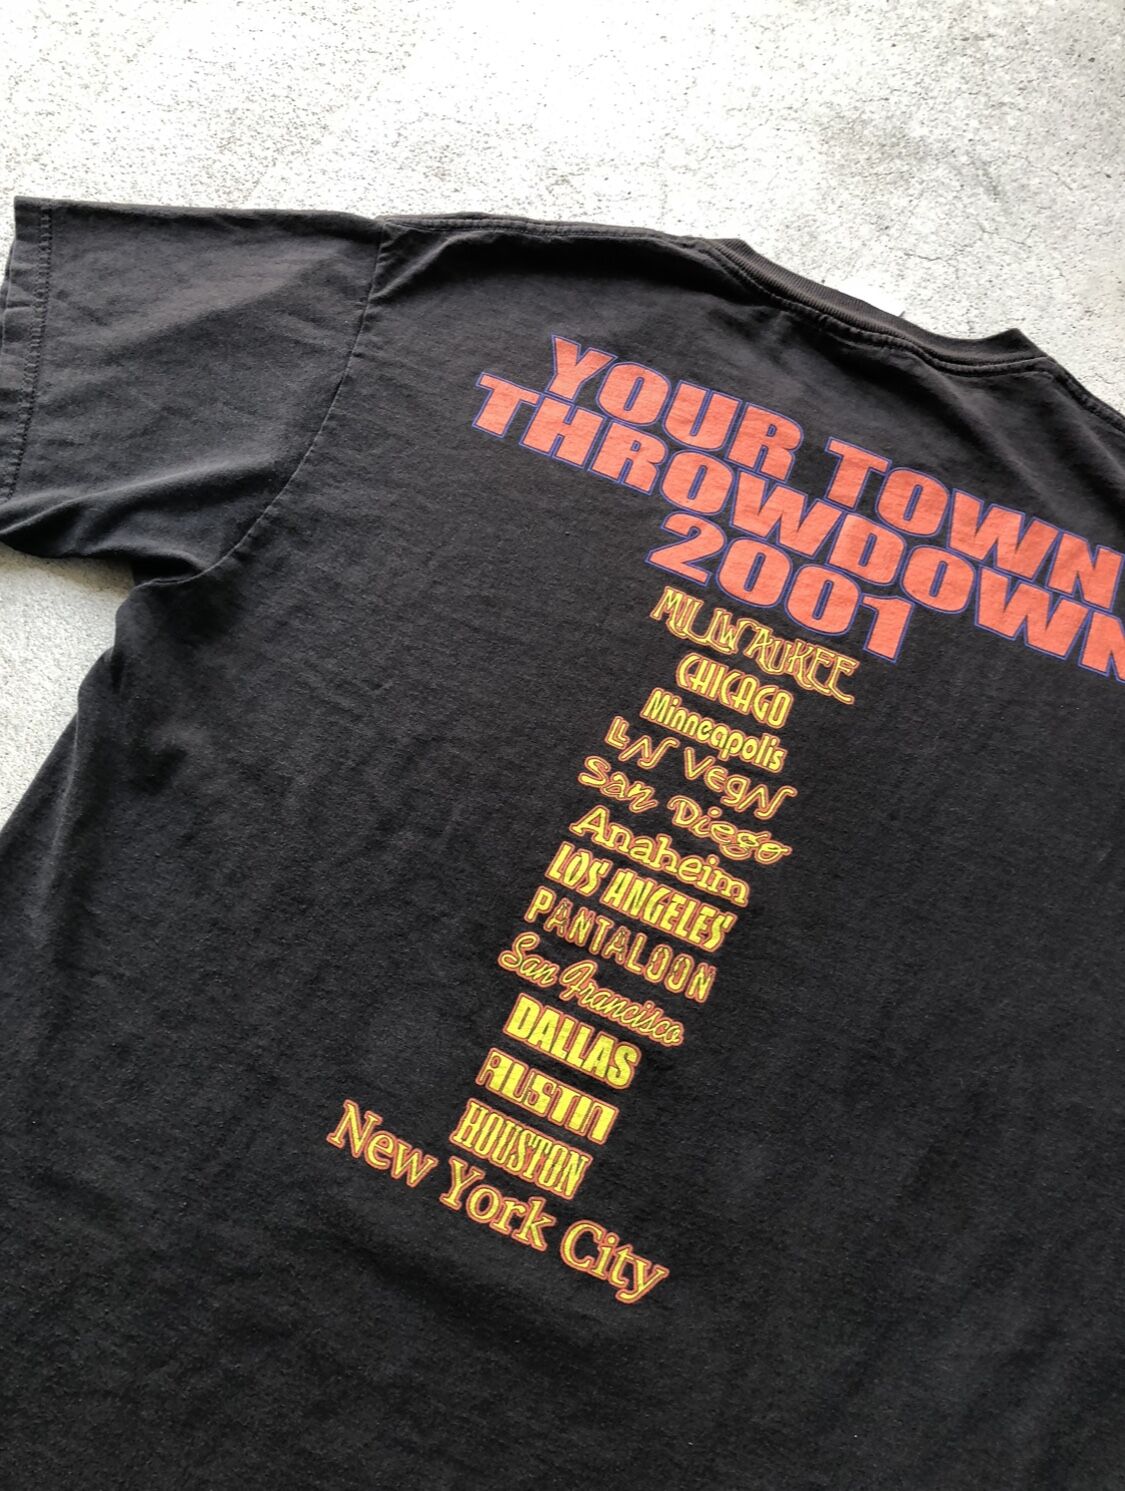 YOUR TOWN
THROWDOWN
2001
MILWAUKEE
CHICAGO
Minneapolis
LAS VEGAS
San Diego
Anaheim
LOS ANGELES
PANTALOON
San Francisco
DALLAS
AUSTIN
HOUSTON
New York City